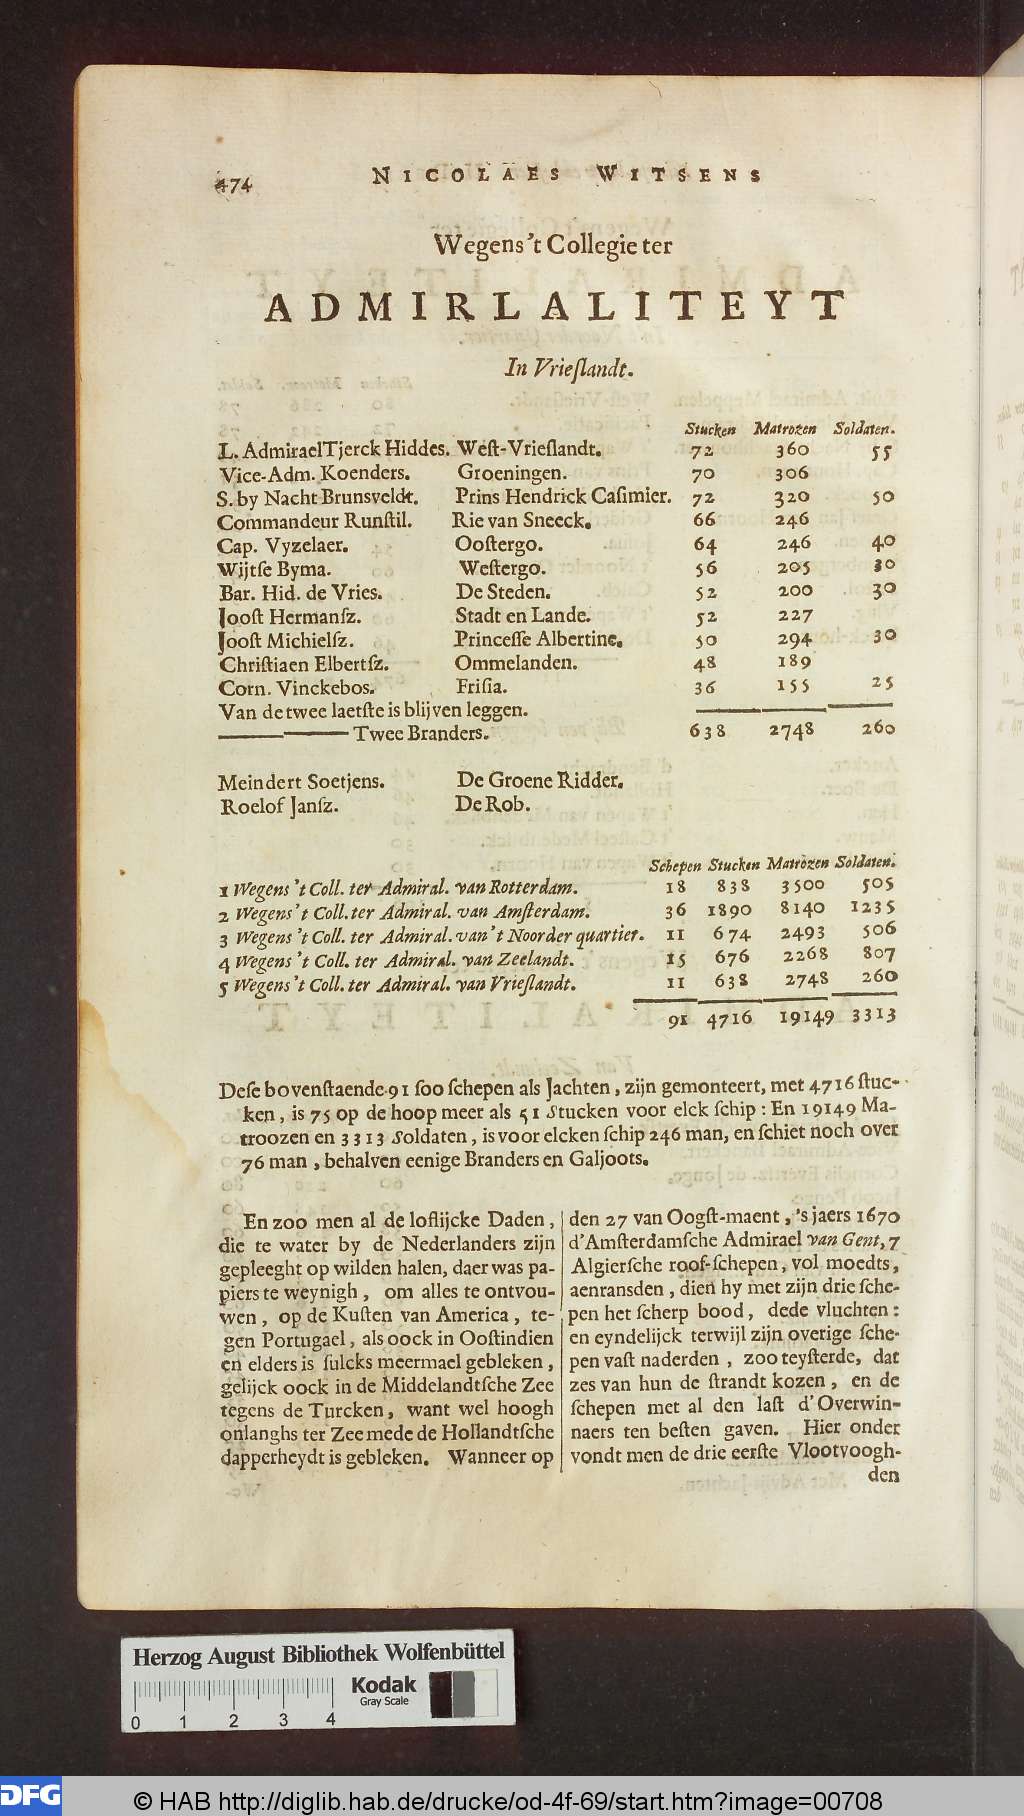 474 NICOLAES WITSENS
Wegens 't Collegie ter
ADMIRLALITEYT
In Vrieſlandt.
Stucken Matrozen Soldaten.
L. Admirael Tjerck Hiddes. Weſt-Vrieſlandt. 72 360 55
Vice-Adm. Koenders. Groeningen. 70 306
S. by Nacht Brunsveldt. Prins Hendrick Caſimier. 72 320 50
Commandeur Runſtil. Rie van Sneeck. 66 246
Cap. Vyzelaer. Ooſtergo. 64 246 40
Wijtſe Byma. Weſtergo. 56 205 30
Bar. Hid. de Vries. De Steden. 52 200 30
Jooſt Hermanſz. Stadt en Lande. 52 227
Jooſt Michielſz. Princeſſe Albertine. 50 294 30
Chriſtiaen Elbertſz. Ommelanden. 48 189
Corn. Vinckebos. Friſia. 36 155 25
Van de twee laetſte is blijven leggen.
Twee Branders. 638 2748 260
Meindert Soetjens. De Groene Ridder.
Roelof Janſz. De Rob.
Schepen Stucken Matrozen Soldaten.
1 Wegens 't Coll. ter Admiral. van Rotterdam. 18 838 3500 505
2 Wegens 't Coll. ter Admiral. van Amſterdam. 36 1890 8140 1235
3 Wegens 't Coll. ter Admiral. van 't Noorder quartier. 11 674 2493 506
4 Wegens 't Coll. ter Admiral. van Zeelandt. 15 676 2268 807
5 Wegens 't Coll. ter Admiral. van Vrieſlandt. 11 638 2748 260
91 4716 19149 3313
Deſe bovenſtaende 91 ſoo ſchepen als Jachten, zijn gemonteert, met 4716 ſtuc-
ken, is 75 op de hoop meer als 51 Stucken voor elck ſchip: En 19149 Ma-
troozen en 3313 Soldaten, is voor elcken ſchip 246 man, en ſchiet noch over
76 man, behalven eenige Branders en Galjoots.
En zoo men al de loflijcke Daden,
die te water by de Nederlanders zijn
gepleeght op wilden halen, daer was pa-
piers te weynigh, om alles te ontvou-
wen, op de Kuſten van America, te-
gen Portugael, als oock in Ooſtindien
en elders is ſulcks meermael gebleken,
gelijck oock in de Middelandtſche Zee
tegens de Turcken, want wel hoogh
onlanghs ter Zee mede de Hollandtſche
dapperheydt is gebleken. Wanneer op
den 27 van Oogſt-maent, 's jaers 1670
d'Amſterdamſche Admirael van Gent, 7
Algierſche roof-ſchepen, vol moedts,
aenransden, dien hy met zijn drie ſche-
pen het ſcherp bood, dede vluchten:
en eyndelijck terwijl zijn overige ſche-
pen vaſt naderden, zoo teyſterde, dat
zes van hun de ſtrandt kozen, en de
ſchepen met al den laſt d'Overwin-
naers ten beſten gaven. Hier onder
vondt men de drie eerſte Vlootvoogh-
den
Herzog August Bibliothek Wolfenbüttel
Kodak
Gray Scale
0 1 2 3 4
DFG
© HAB http://diglib.hab.de/drucke/od-4f-69/start.htm?image=00708